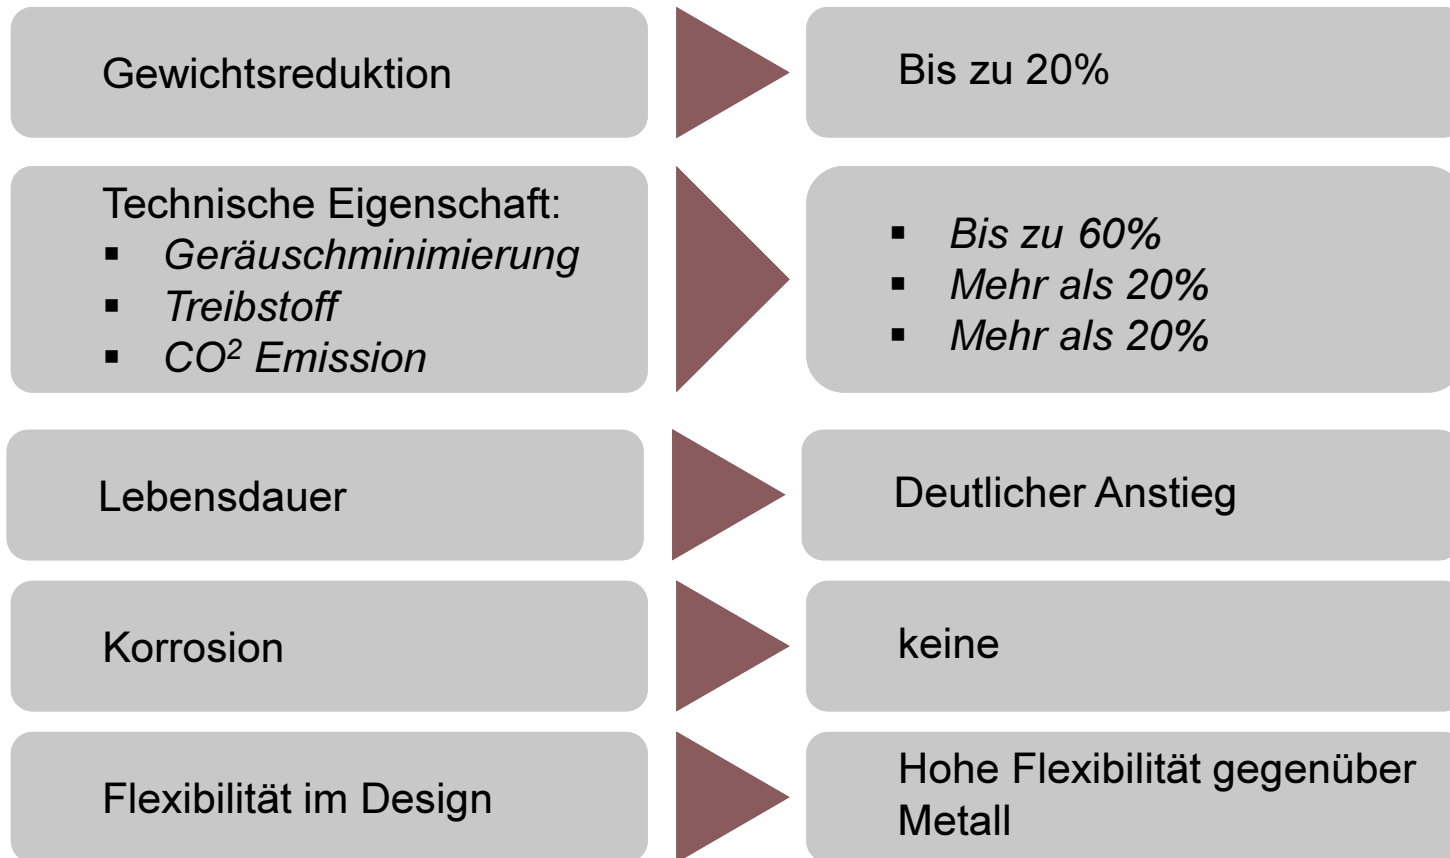 Gewichtsreduktion
Bis zu 20%
Technische Eigenschaft:
▪ Geräuschminimierung
▪ Treibstoff
▪ CO² Emission
▪ Bis zu 60%
▪ Mehr als 20%
▪ Mehr als 20%
Lebensdauer
Deutlicher Anstieg
Korrosion
keine
Flexibilität im Design
Hohe Flexibilität gegenüber
Metall